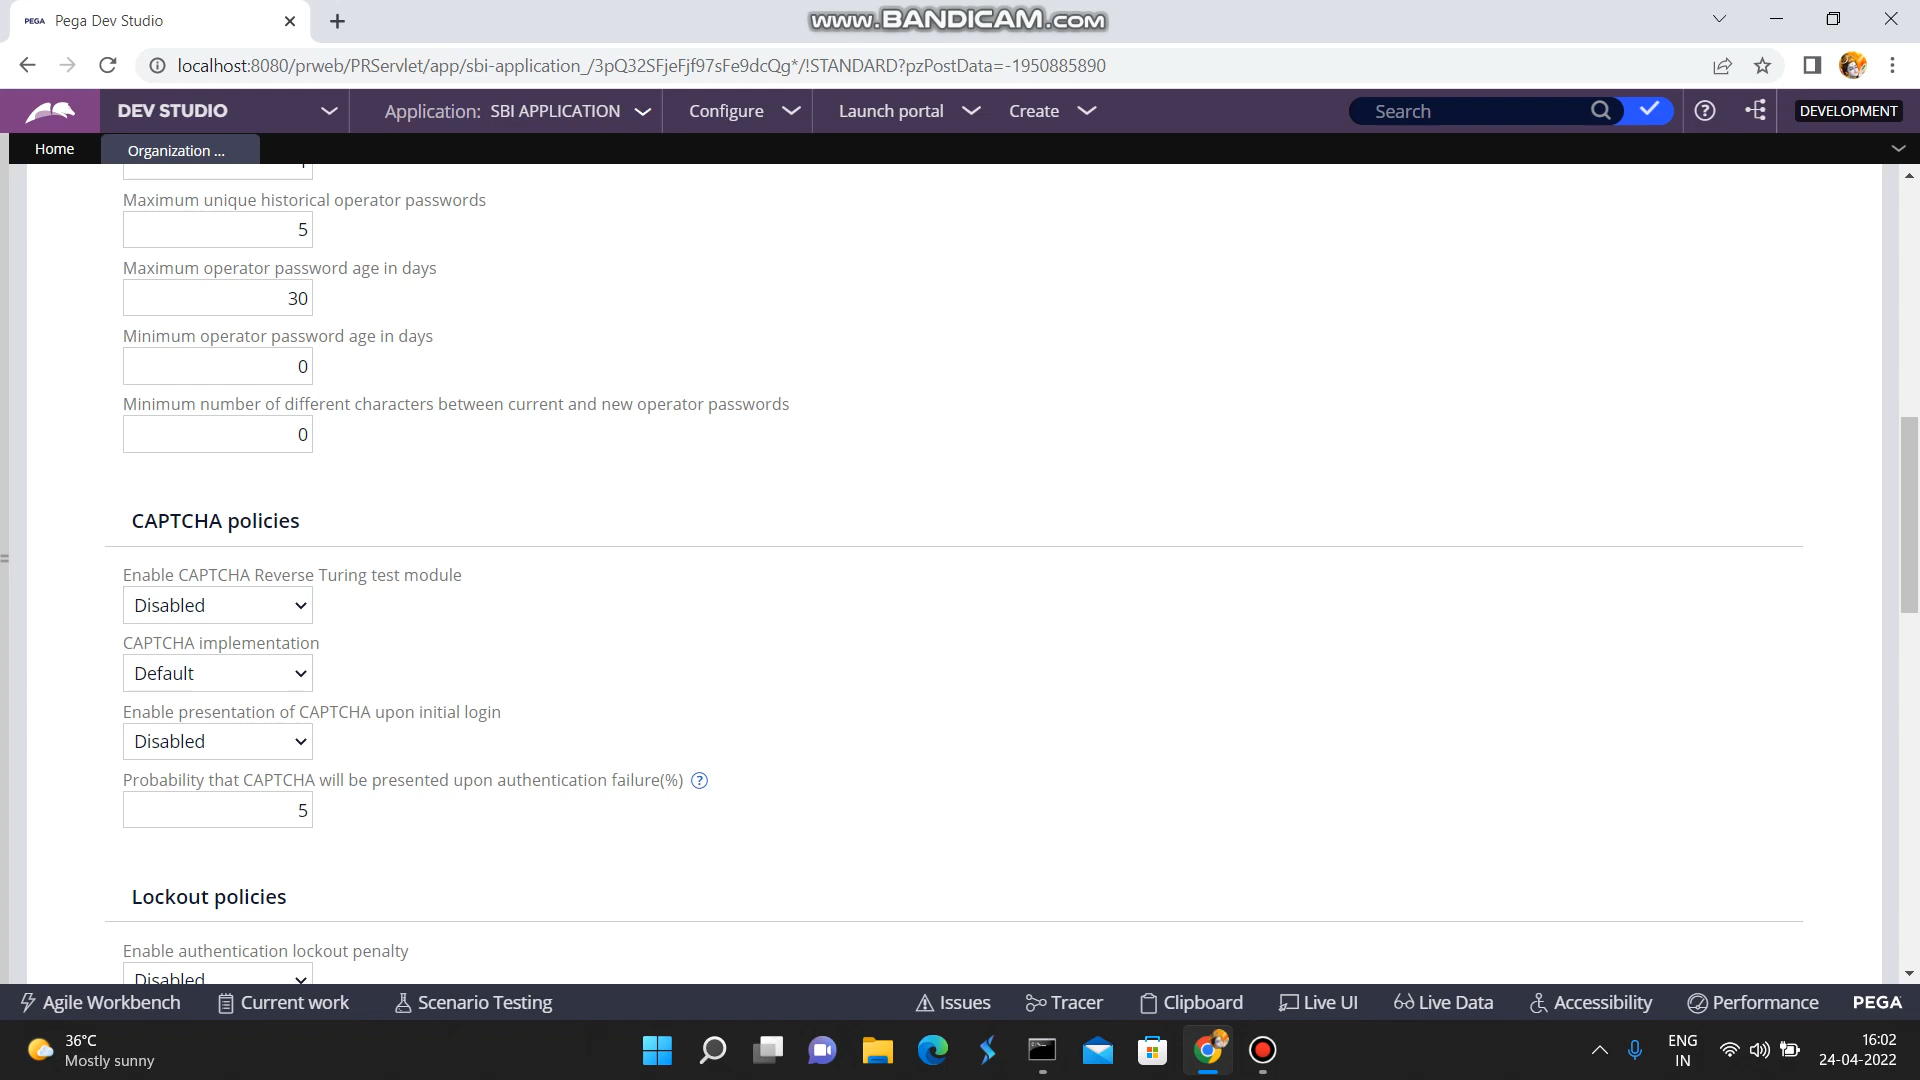 PEGA Pega Dev Studio
www.BANDICAM.com
localhost:8080/prweb/PRServlet/app/sbi-application_/3pQ32SFjeFjf97sFe9dcQg*/!STANDARD?pzPostData=-1950885890
DEV STUDIO Application: SBI APPLICATION Configure Launch portal Create Search DEVELOPMENT
Home Organization ...
Maximum unique historical operator passwords
5
Maximum operator password age in days
30
Minimum operator password age in days
0
Minimum number of different characters between current and new operator passwords
0
CAPTCHA policies
Enable CAPTCHA Reverse Turing test module
Disabled
CAPTCHA implementation
Default
Enable presentation of CAPTCHA upon initial login
Disabled
Probability that CAPTCHA will be presented upon authentication failure(%) ?
5
Lockout policies
Enable authentication lockout penalty
Disabled
Agile Workbench Current work Scenario Testing Issues Tracer Clipboard Live UI Live Data Accessibility Performance PEGA
36°C
Mostly sunny
ENG
IN
16:02
24-04-2022